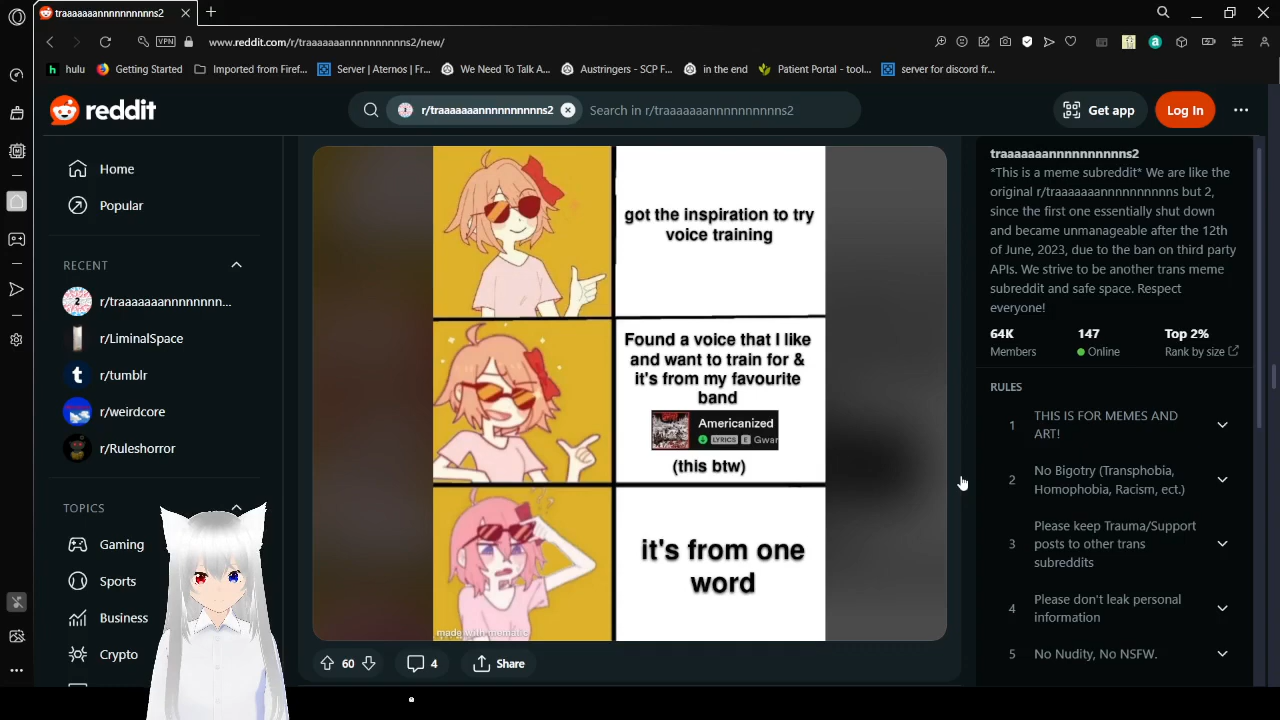 traaaaaaannnnnnnnnns2
VPN
www.reddit.com/r/traaaaaaannnnnnnnnns2/new/
hulu
Getting Started
Imported from Firef...
Server | Aternos | Fr...
We Need To Talk A...
Austringers - SCP F...
in the end
Patient Portal - tool...
server for discord fr...
reddit
r/traaaaaaannnnnnnnnns2
Search in r/traaaaaaannnnnnnnnns2
Get app
Log In
Home
Popular
RECENT
r/traaaaaaannnnnnn...
r/LiminalSpace
r/tumblr
r/weirdcore
r/Ruleshorror
TOPICS
Gaming
Sports
Business
Crypto
got the inspiration to try
voice training
Found a voice that I like
and want to train for &
it's from my favourite
band
Americanized
LYRICS E Gwar
(this btw)
it's from one
word
made with mematic
60
4
Share
traaaaaaannnnnnnnnns2
*This is a meme subreddit* We are like the
original r/traaaaaaannnnnnnnnns but 2,
since the first one essentially shut down
and became unmanageable after the 12th
of June, 2023, due to the ban on third party
APIs. We strive to be another trans meme
subreddit and safe space. Respect
everyone!
64K
Members
147
Online
Top 2%
Rank by size
RULES
1
THIS IS FOR MEMES AND
ART!
2
No Bigotry (Transphobia,
Homophobia, Racism, ect.)
3
Please keep Trauma/Support
posts to other trans
subreddits
4
Please don't leak personal
information
5
No Nudity, No NSFW.